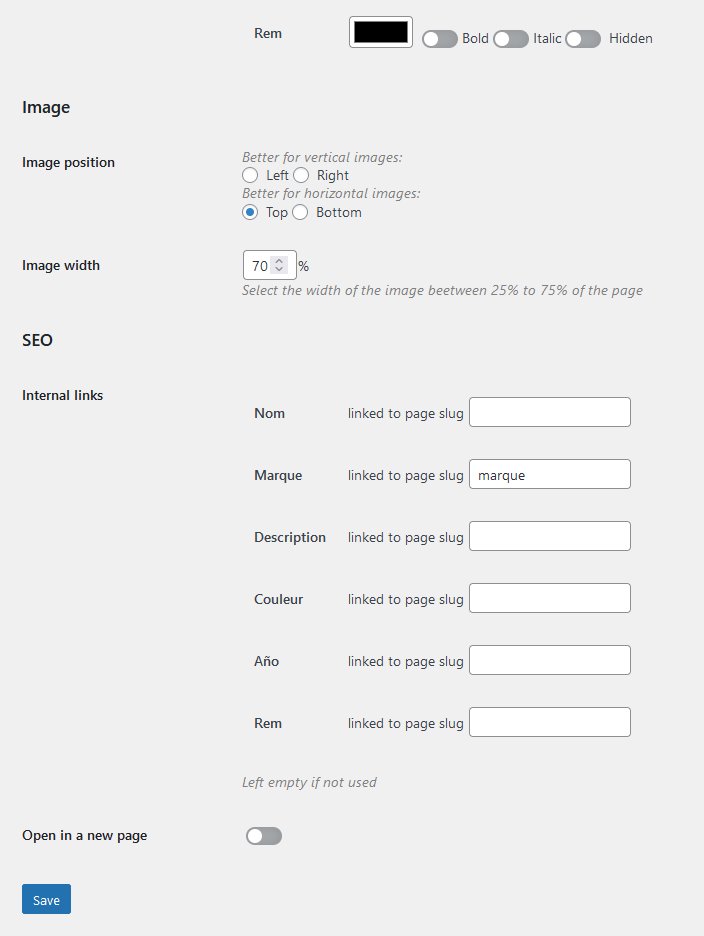 Rem Bold Italic Hidden
Image
Image position
Better for vertical images:
Left Right
Better for horizontal images:
Top Bottom
Image width 70 %
Select the width of the image beetween 25% to 75% of the page
SEO
Internal links
Nom linked to page slug
Marque linked to page slug marque
Description linked to page slug
Couleur linked to page slug
Año linked to page slug
Rem linked to page slug
Left empty if not used
Open in a new page
Save